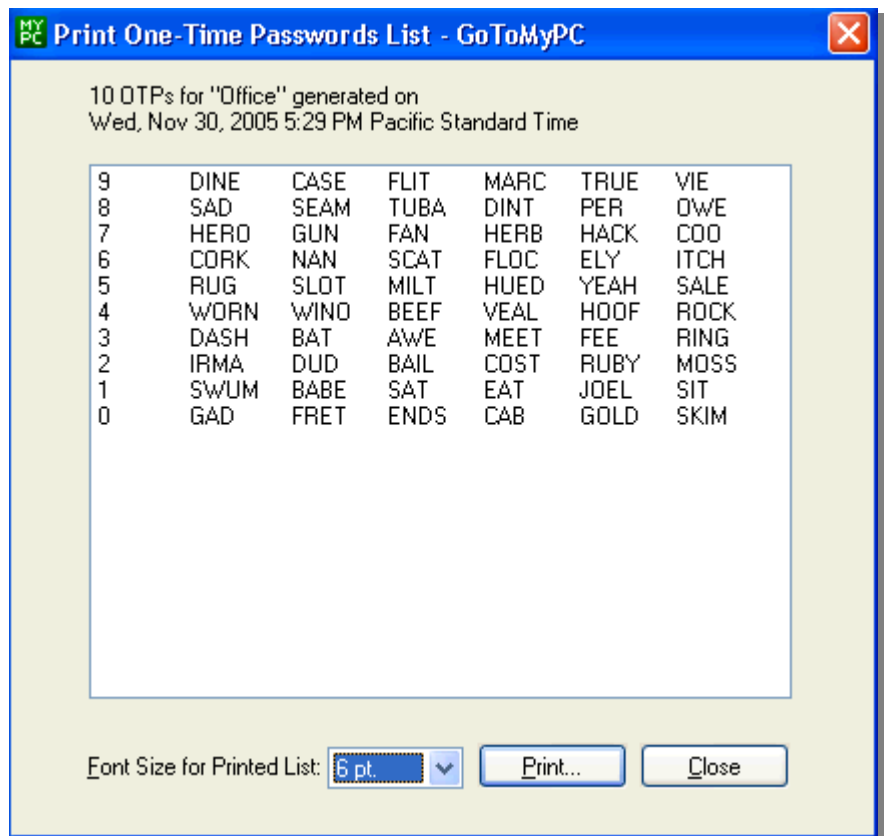 MY PC Print One-Time Passwords List - GoToMyPC
10 OTPs for "Office" generated on
Wed, Nov 30, 2005 5:29 PM Pacific Standard Time
9 DINE CASE FLIT MARC TRUE VIE
8 SAD SEAM TUBA DINT PER OWE
7 HERO GUN FAN HERB HACK COO
6 CORK NAN SCAT FLOC ELY ITCH
5 RUG SLOT MILT HUED YEAH SALE
4 WORN WINO BEEF VEAL HOOF ROCK
3 DASH BAT AWE MEET FEE RING
2 IRMA DUD BAIL COST RUBY MOSS
1 SWUM BABE SAT EAT JOEL SIT
0 GAD FRET ENDS CAB GOLD SKIM
Font Size for Printed List: 6 pt. Print... Close